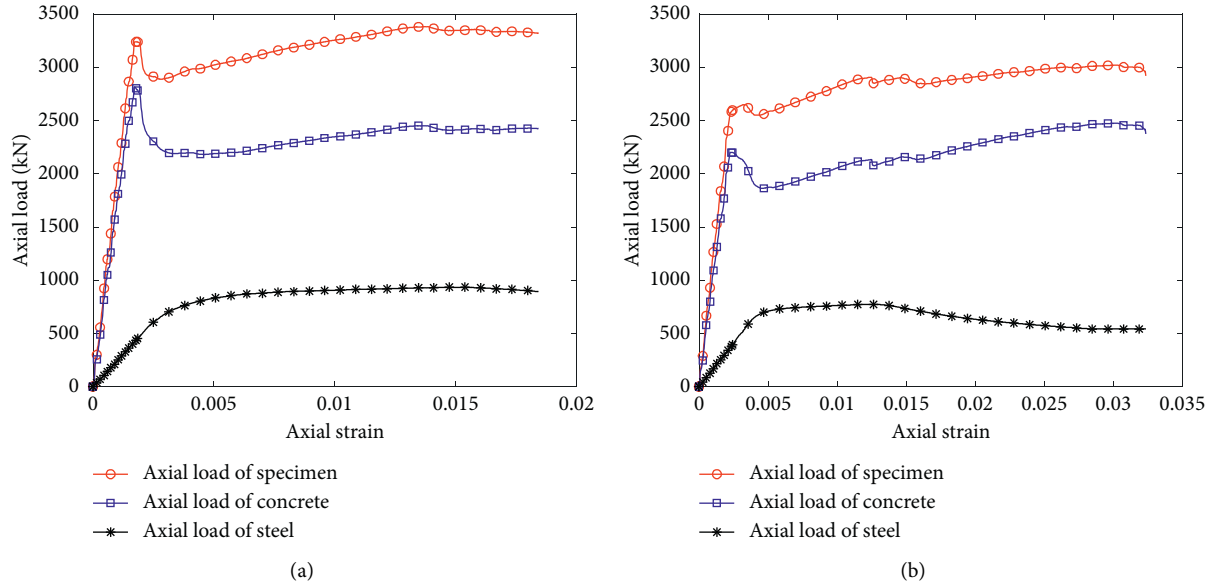 3500
3000
2500
2000
1500
1000
500
0
Axial load (kN)
0 0.005 0.01 0.015 0.02
Axial strain
Axial load of specimen
Axial load of concrete
Axial load of steel
(a)
3500
3000
2500
2000
1500
1000
500
0
Axial load (kN)
0 0.005 0.01 0.015 0.02 0.025 0.03 0.035
Axial strain
Axial load of specimen
Axial load of concrete
Axial load of steel
(b)